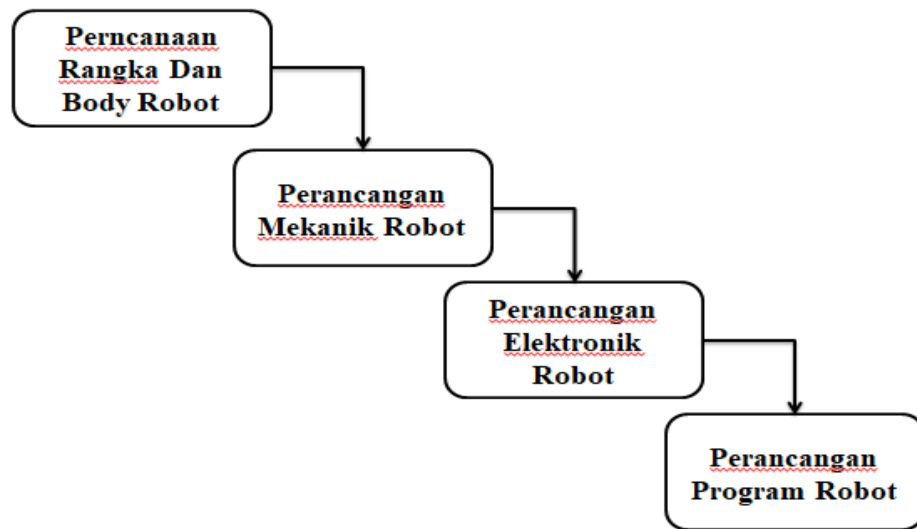 Perncanaan
Rangka Dan
Body Robot
Perancangan
Mekanik Robot
Perancangan
Elektronik
Robot
Perancangan
Program Robot